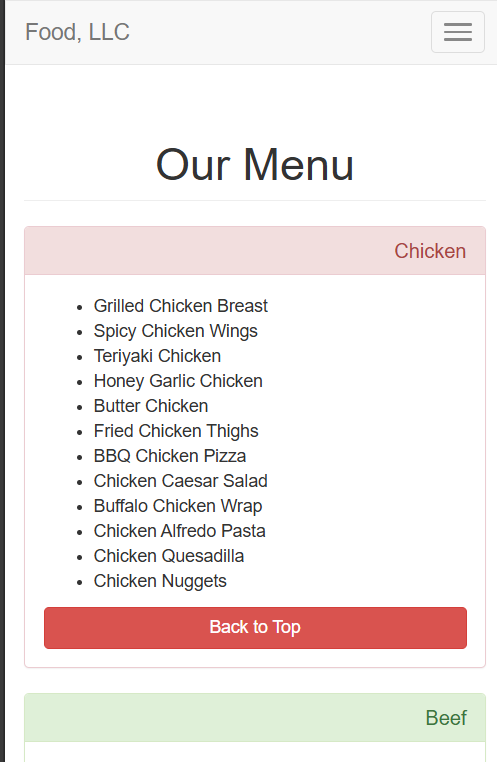 Food, LLC
Our Menu
Chicken
Grilled Chicken Breast
Spicy Chicken Wings
Teriyaki Chicken
Honey Garlic Chicken
Butter Chicken
Fried Chicken Thighs
BBQ Chicken Pizza
Chicken Caesar Salad
Buffalo Chicken Wrap
Chicken Alfredo Pasta
Chicken Quesadilla
Chicken Nuggets
Back to Top
Beef